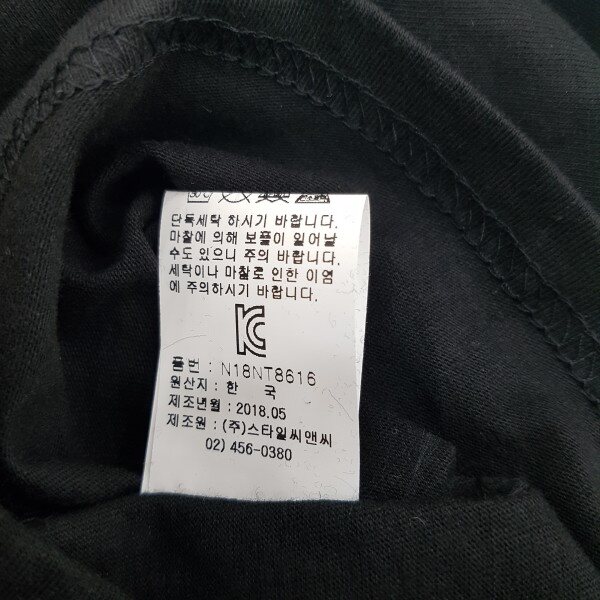 30℃
단독세탁 하시기 바랍니다.
마찰에 의해 보풀이 일어날
수도 있으니 주의 바랍니다.
세탁이나 마찰로 인한 이염
에 주의하시기 바랍니다.
KC
품번 : N18NT8616
원산지 : 한 국
제조년월 : 2018.05
제조원 : (주)스타일씨앤씨
02) 456-0380